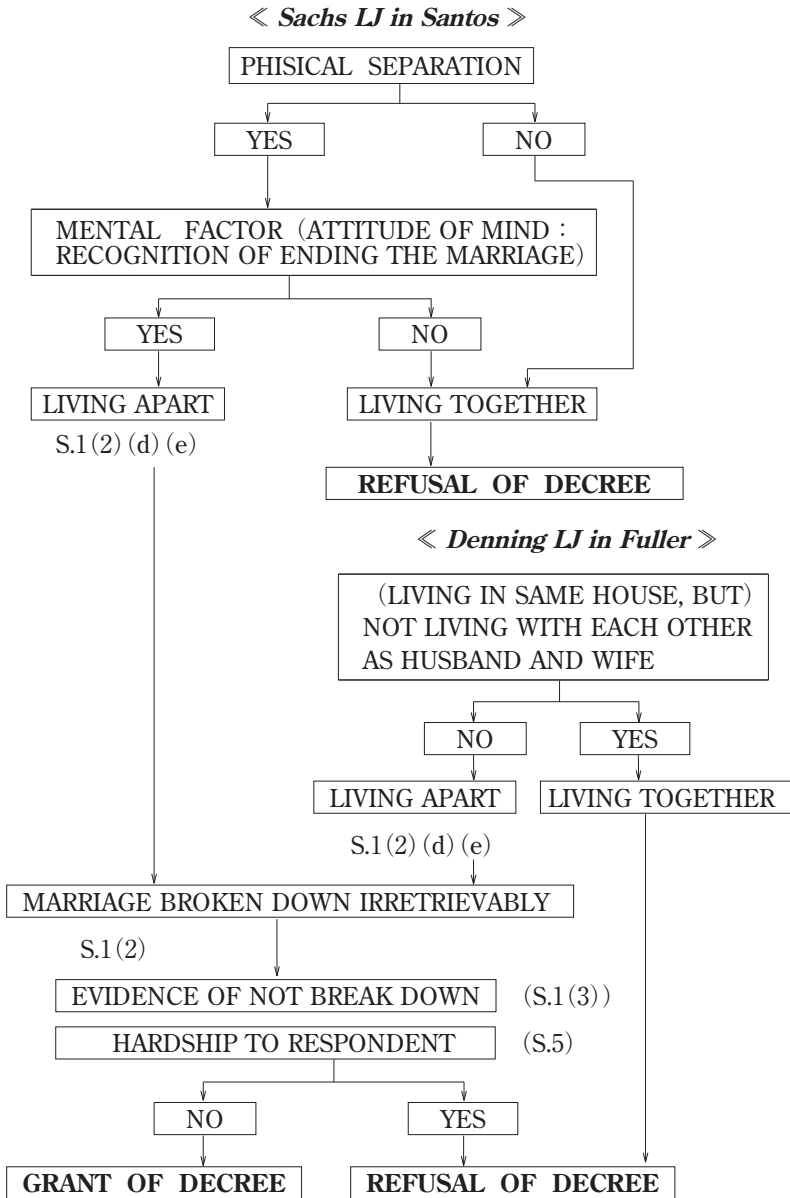 ≪ Sachs LJ in Santos ≫
PHISICAL SEPARATION
YES
NO
MENTAL FACTOR (ATTITUDE OF MIND :
RECOGNITION OF ENDING THE MARRIAGE)
YES
NO
LIVING APART
LIVING TOGETHER
S.1(2) (d) (e)
REFUSAL OF DECREE
≪ Denning LJ in Fuller ≫
(LIVING IN SAME HOUSE, BUT)
NOT LIVING WITH EACH OTHER
AS HUSBAND AND WIFE
NO
YES
LIVING APART
LIVING TOGETHER
S.1(2) (d) (e)
MARRIAGE BROKEN DOWN IRRETRIEVABLY
S.1(2)
EVIDENCE OF NOT BREAK DOWN
(S.1(3))
HARDSHIP TO RESPONDENT
(S.5)
NO
YES
GRANT OF DECREE
REFUSAL OF DECREE